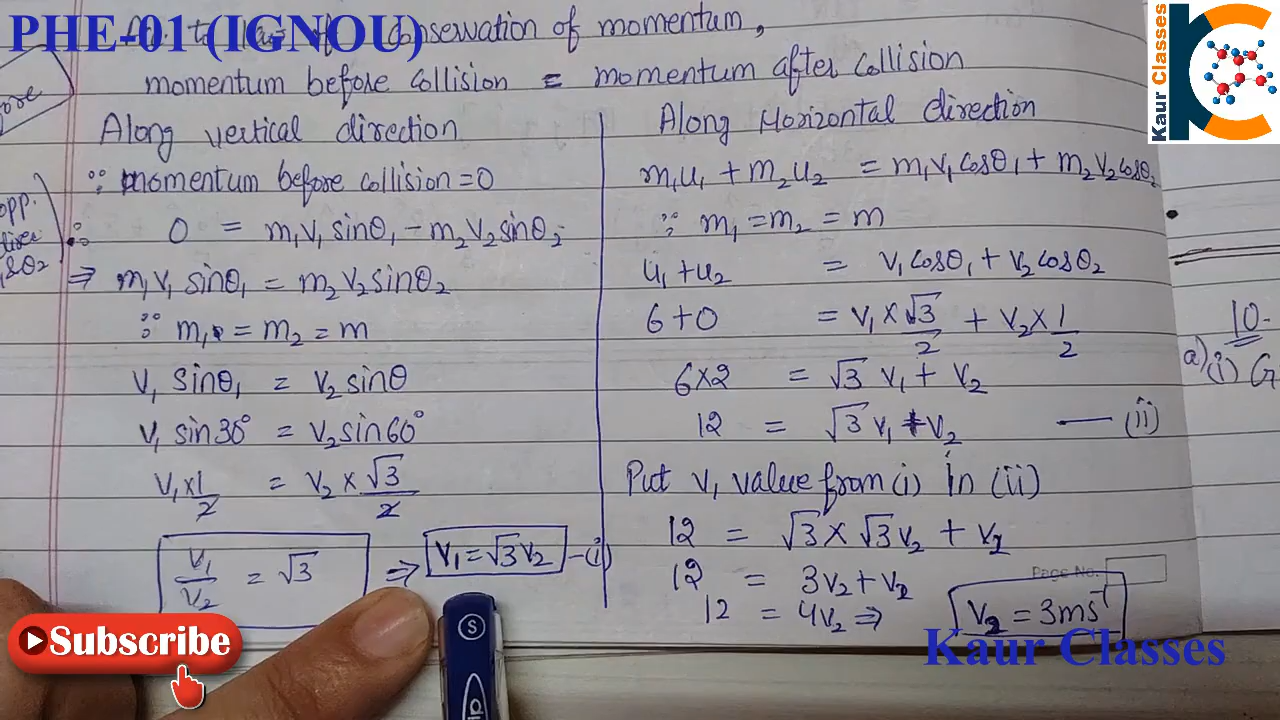 PHE-01 (IGNOU)
conservation of momentum,
momentum before collision = momentum after collision
Along vertical direction
∵ momentum before collision = 0
∴ 0 = m₁v₁ sinθ₁ - m₂v₂ sinθ₂
⇒ m₁v₁ sinθ₁ = m₂v₂ sinθ₂
∵ m₁ = m₂ = m
v₁ sinθ₁ = v₂ sinθ
v₁ sin30° = v₂ sin60°
v₁ × 1/2 = v₂ × √3/2
v₁/v₂ = √3 ⇒ v₁ = √3 v₂ —(i)
Along Horizontal direction
m₁u₁ + m₂u₂ = m₁v₁ cosθ₁ + m₂v₂ cosθ₂
∵ m₁ = m₂ = m
u₁ + u₂ = v₁ cosθ₁ + v₂ cosθ₂
6 + 0 = v₁ × √3/2 + v₂ × 1/2
6×2 = √3 v₁ + v₂
12 = √3 v₁ + v₂ —(ii)
Put v₁ value from (i) in (ii)
12 = √3 × √3 v₂ + v₂
12 = 3v₂ + v₂
12 = 4v₂ ⇒ v₂ = 3ms⁻¹
Page No.
opp.
&θ₂
10.
a) (i) G
Kaur Classes
Subscribe
S
Kaur Classes